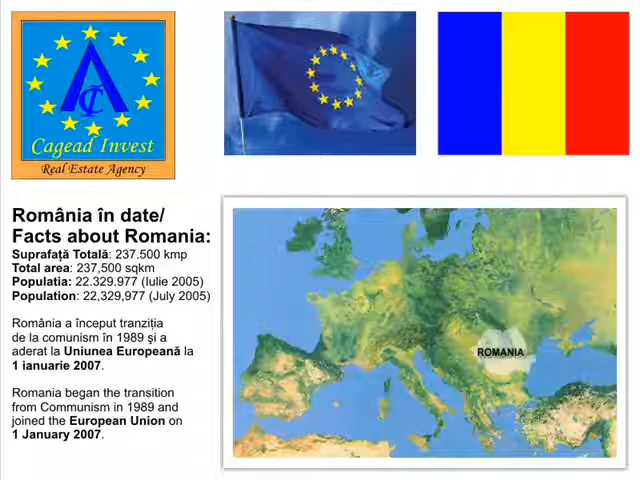 Cagead Invest
Real Estate Agency
România în date/
Facts about Romania:
Suprafaţă Totală: 237.500 kmp
Total area: 237,500 sqkm
Populatia: 22.329.977 (Iulie 2005)
Population: 22,329,977 (July 2005)
România a început tranziţia
de la comunism în 1989 şi a
aderat la Uniunea Europeană la
1 ianuarie 2007.
Romania began the transition
from Communism in 1989 and
joined the European Union on
1 January 2007.
ROMANIA